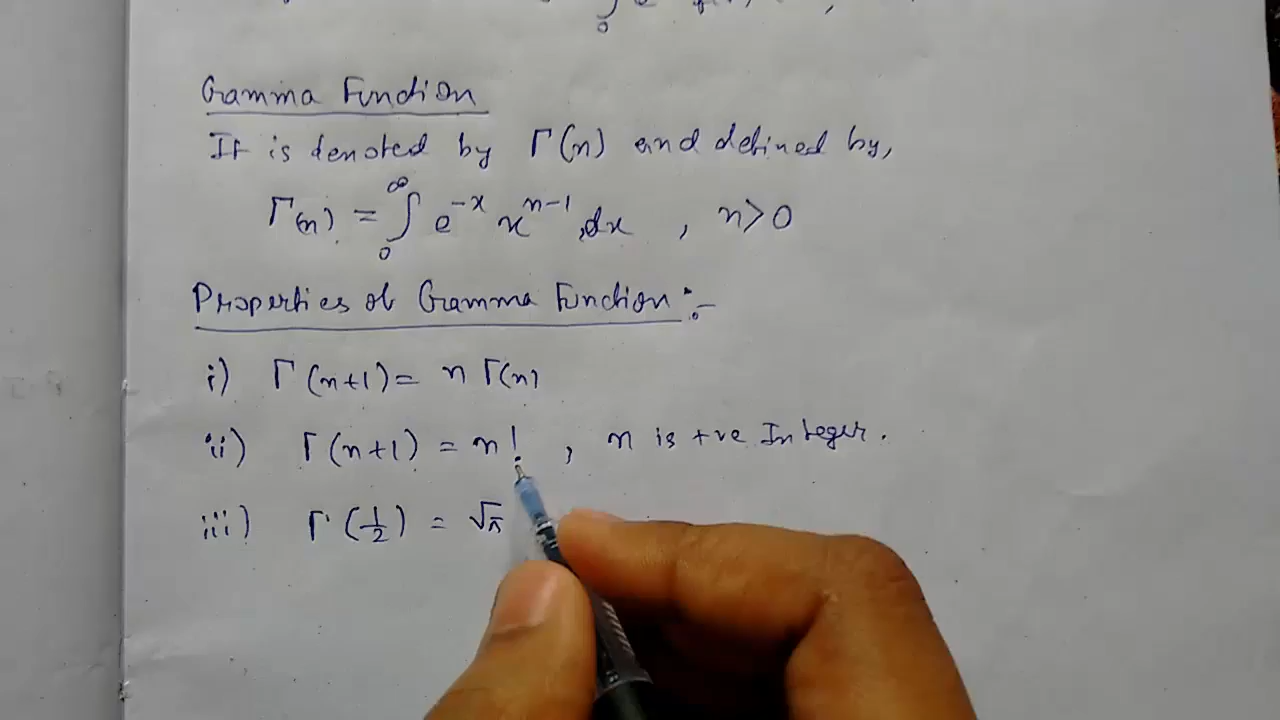 Gamma Function
It is denoted by Γ(n) and defined by,
Γ(n) = ∫₀^∞ e^{-x} x^{n-1}.dx , n>0
Properties of Gamma Function :-
i) Γ(n+1) = n Γ(n)
ii) Γ(n+1) = n! , n is +ve Integer.
iii) Γ(1/2) = √π